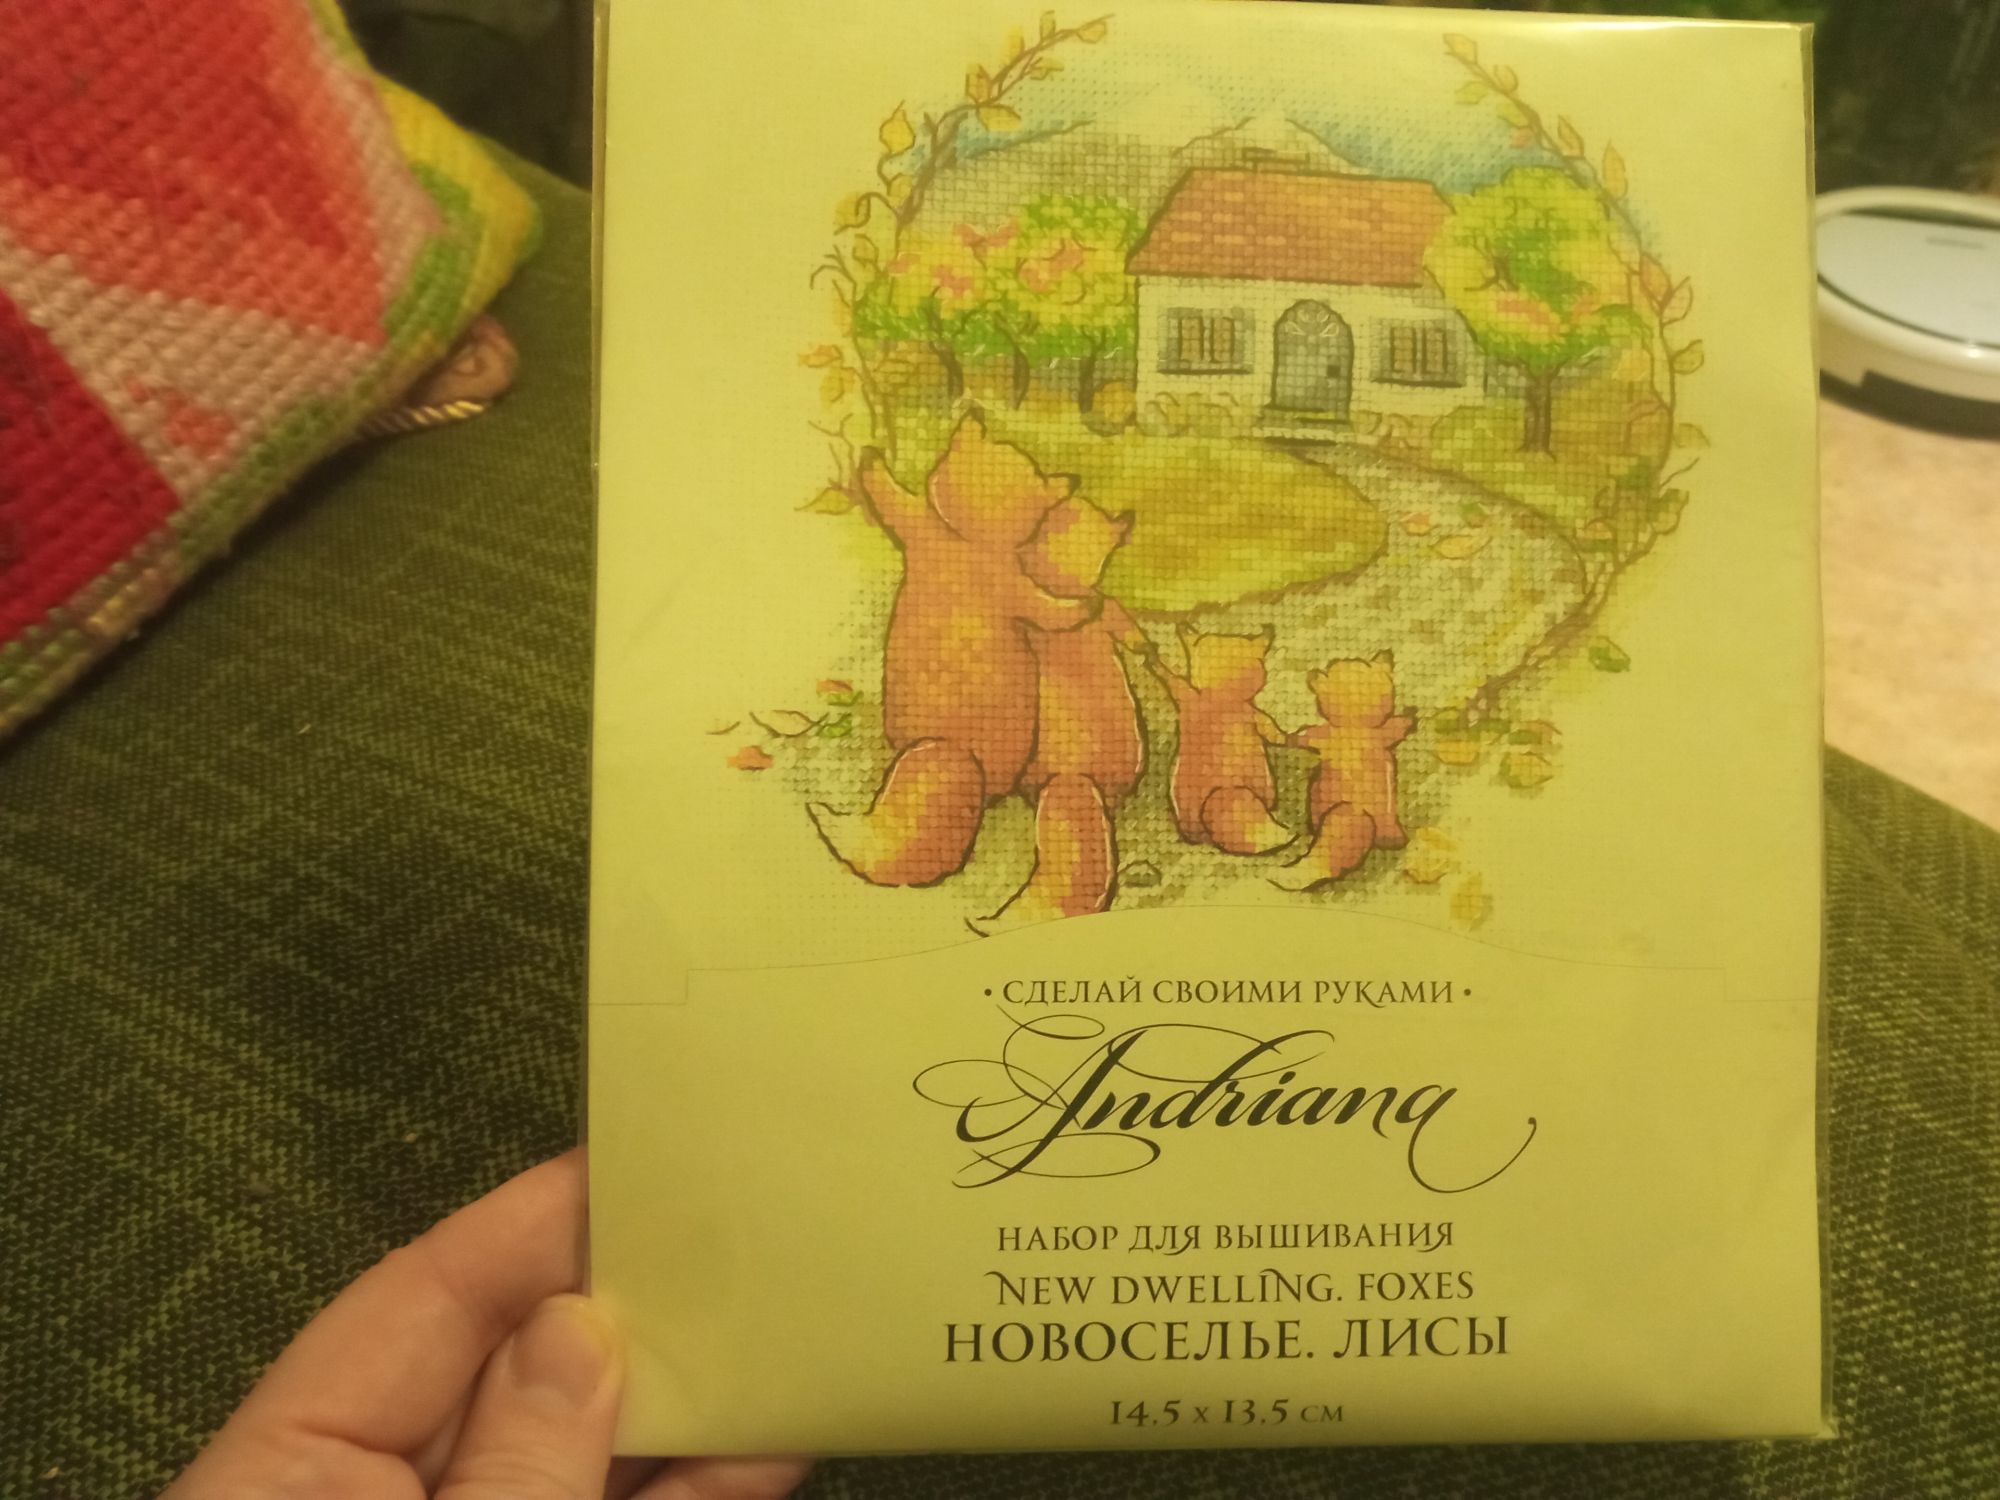 • СДЕЛАЙ СВОИМИ РУКАМИ •
Andriana
НАБОР ДЛЯ ВЫШИВАНИЯ
NEW DWELLING. FOXES
НОВОСЕЛЬЕ. ЛИСЫ
14,5 х 13,5 см